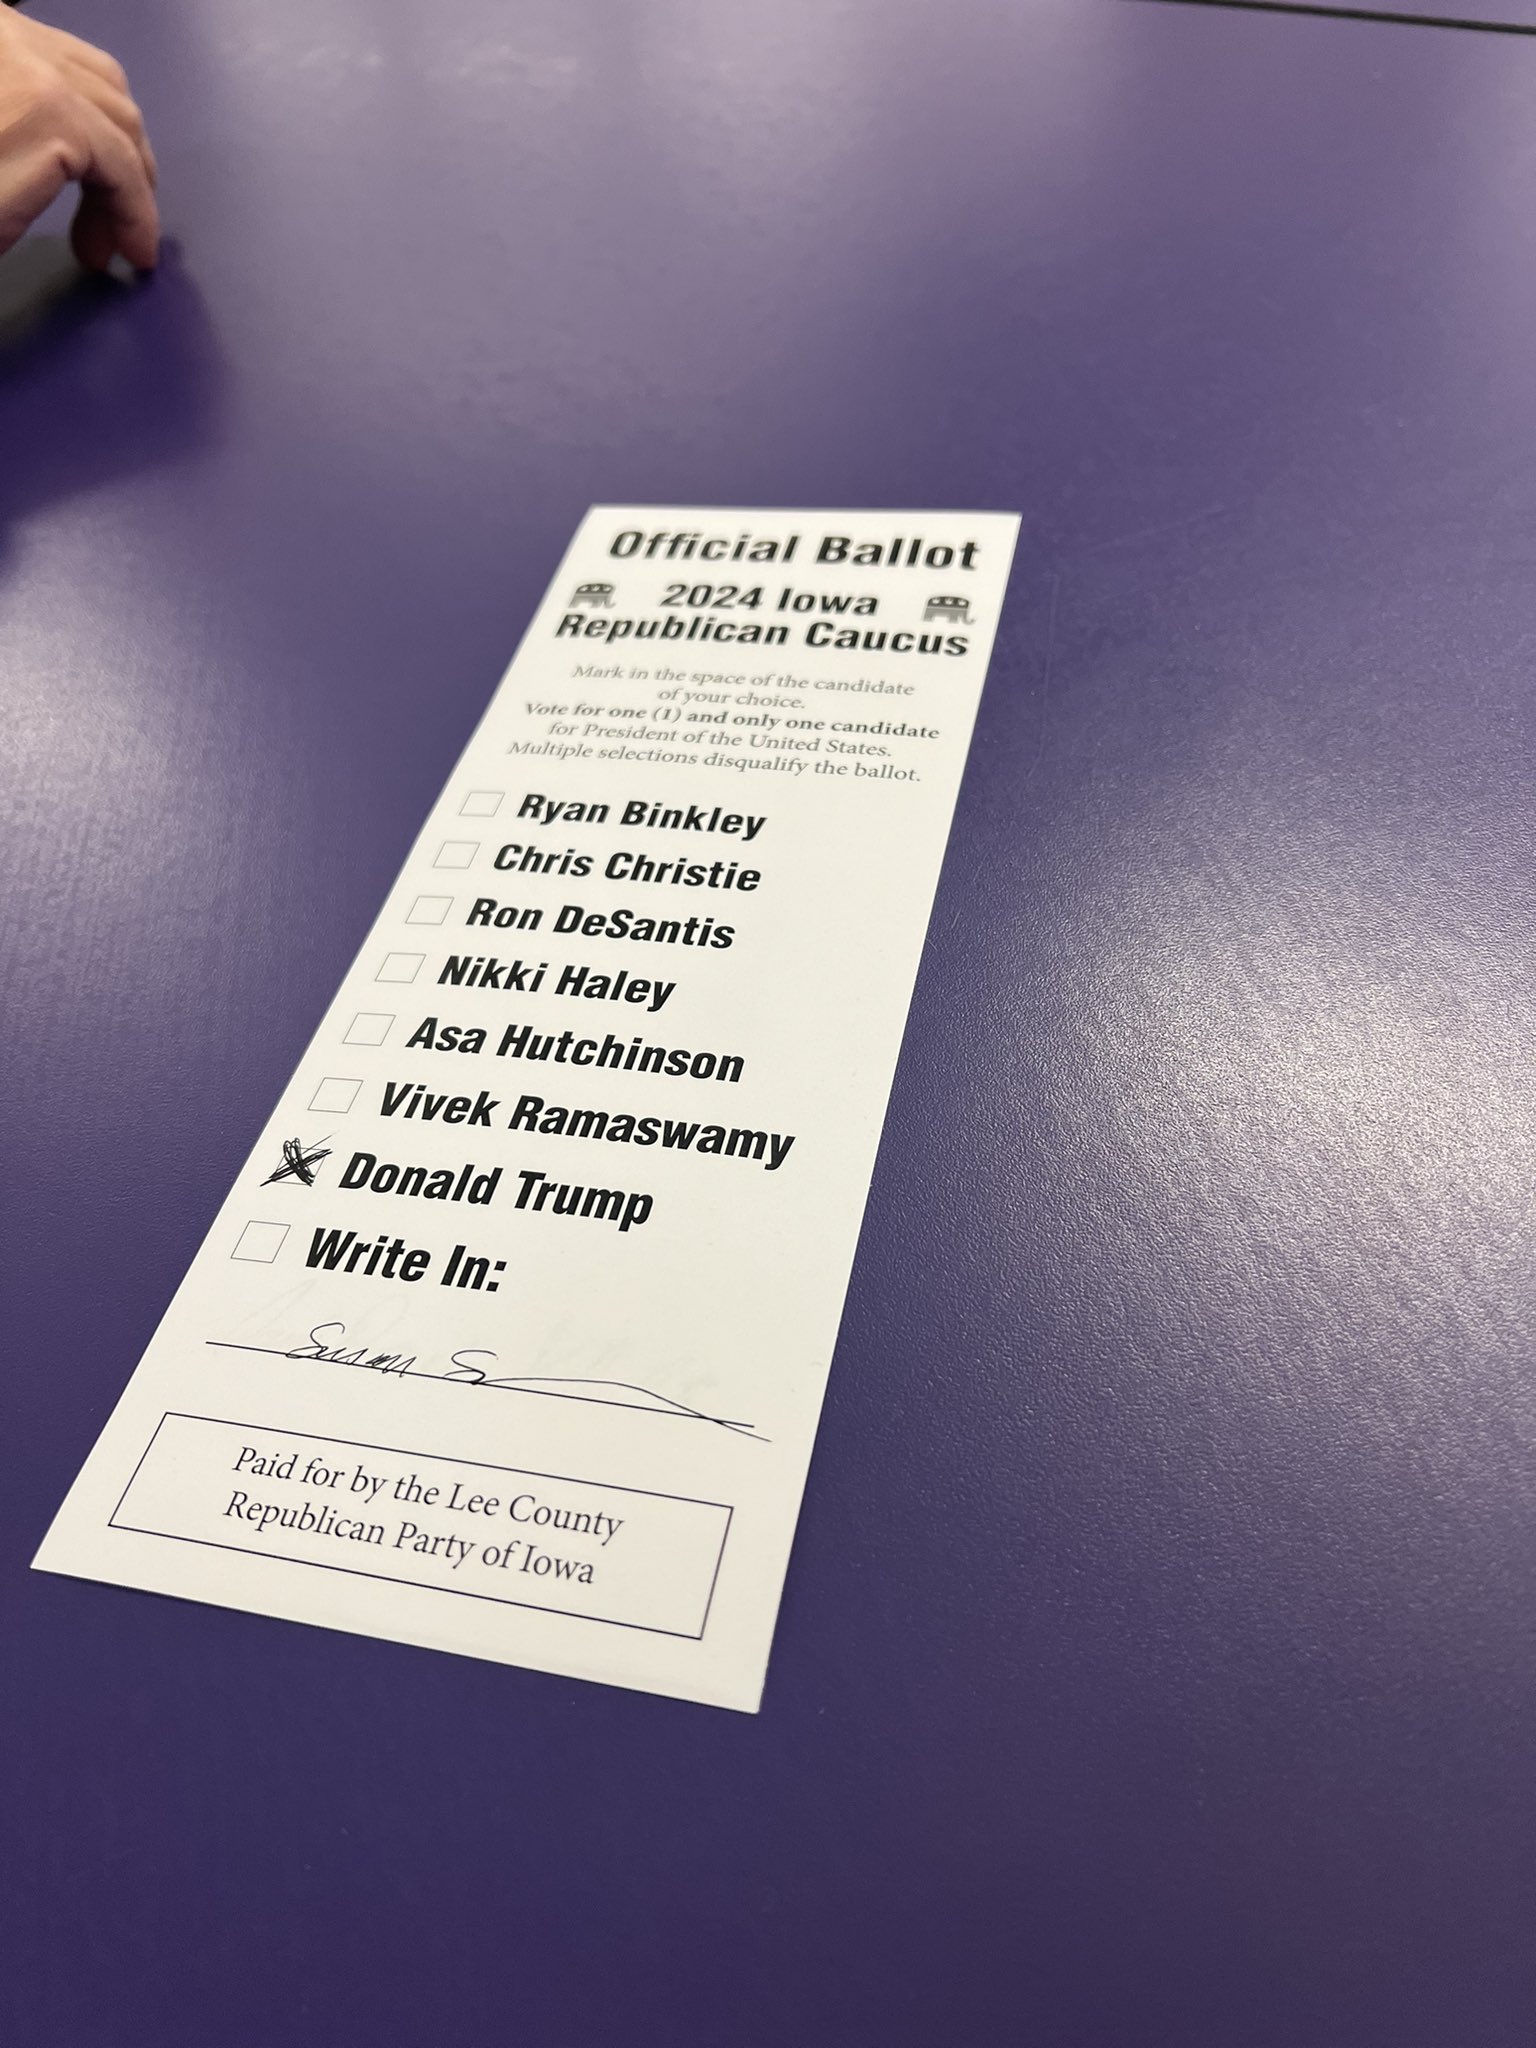 Official Ballot
2024 Iowa
Republican Caucus
Mark in the space of the candidate
of your choice.
Vote for one (1) and only one candidate
for President of the United States.
Multiple selections disqualify the ballot.
Ryan Binkley
Chris Christie
Ron DeSantis
Nikki Haley
Asa Hutchinson
Vivek Ramaswamy
Donald Trump
Write In:
Susan
Paid for by the Lee County
Republican Party of Iowa